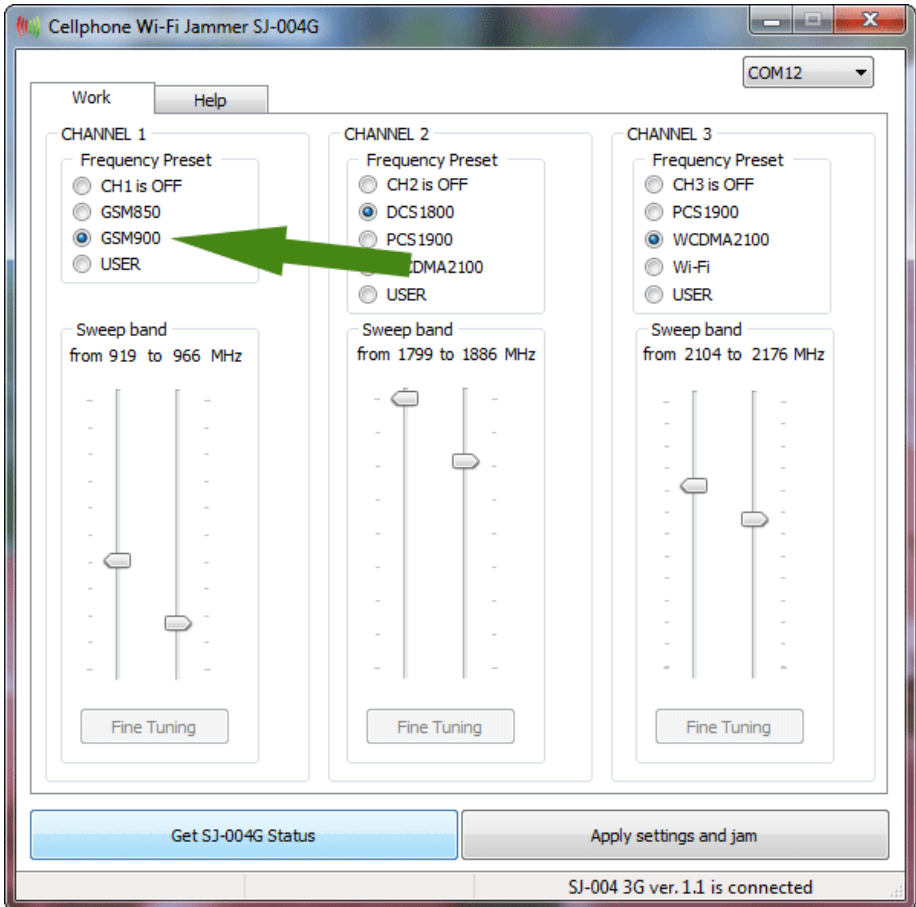 Cellphone Wi-Fi Jammer SJ-004G
COM12
Work
Help
CHANNEL 1
Frequency Preset
CH1 is OFF
GSM850
GSM900
USER
Sweep band
from 919 to 966 MHz
Fine Tuning
CHANNEL 2
Frequency Preset
CH2 is OFF
DCS1800
PCS1900
CDMA2100
USER
Sweep band
from 1799 to 1886 MHz
Fine Tuning
CHANNEL 3
Frequency Preset
CH3 is OFF
PCS1900
WCDMA2100
Wi-Fi
USER
Sweep band
from 2104 to 2176 MHz
Fine Tuning
Get SJ-004G Status
Apply settings and jam
SJ-004 3G ver. 1.1 is connected